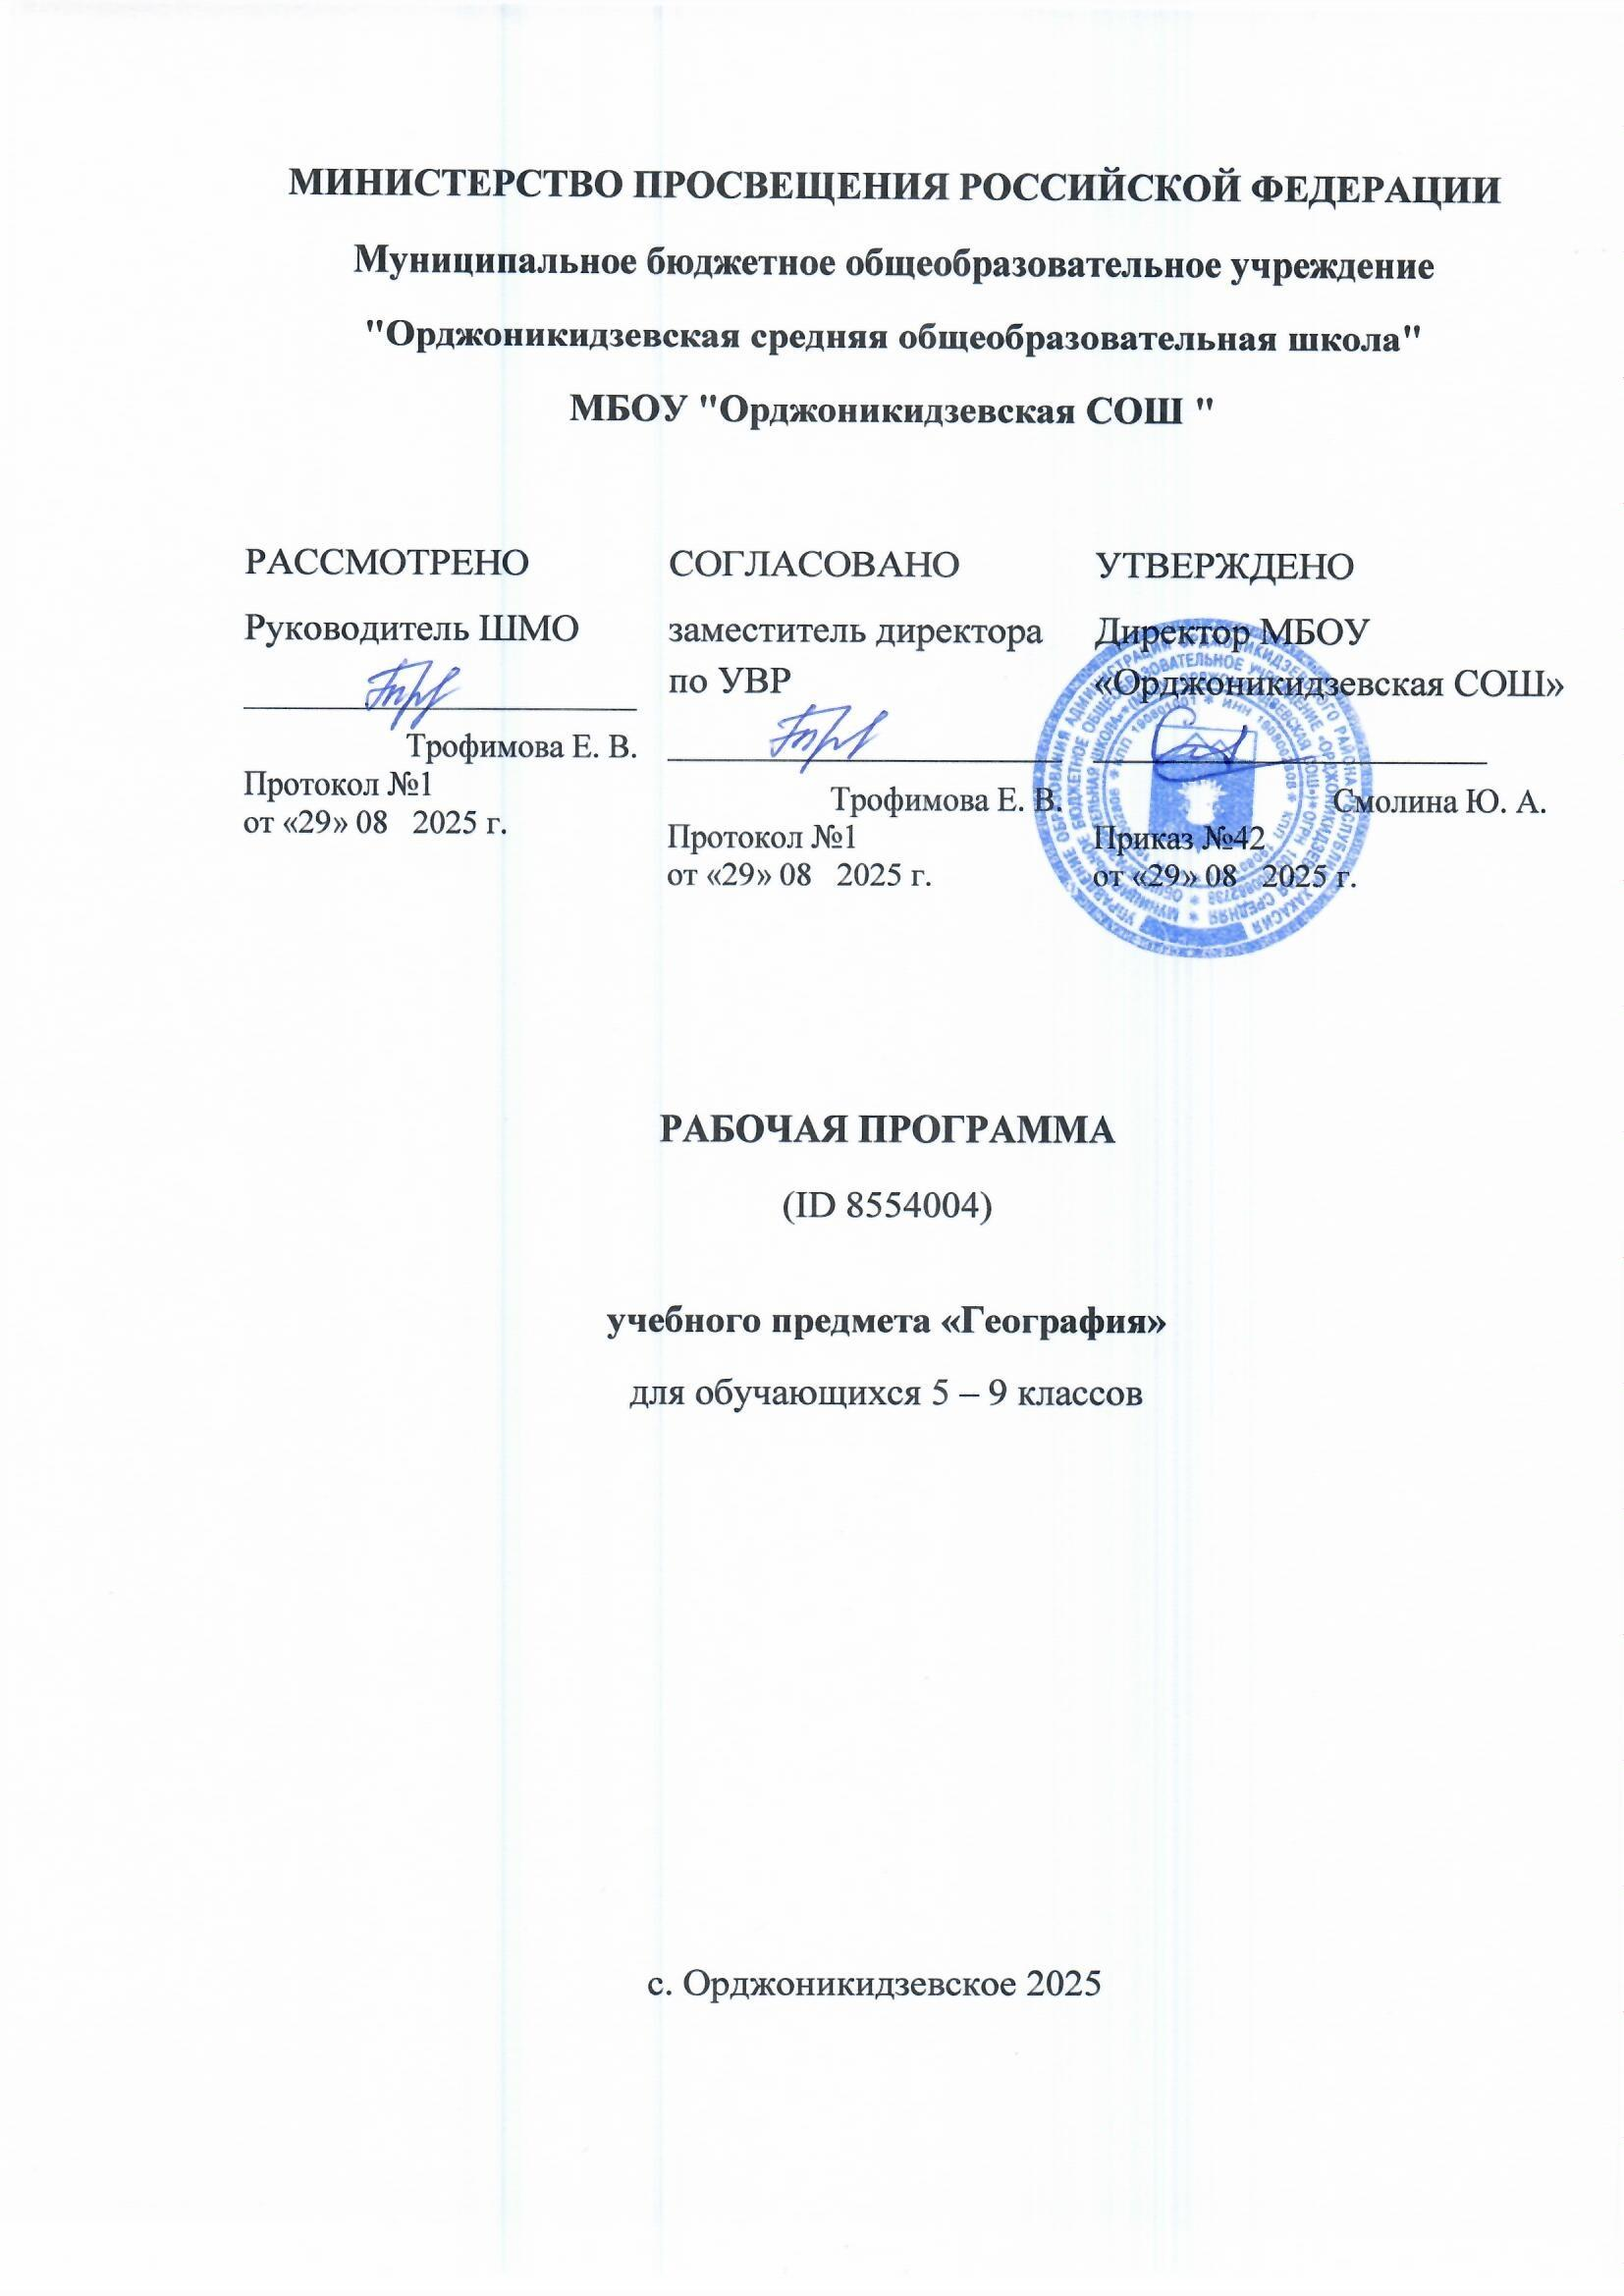 МИНИСТЕРСТВО ПРОСВЕЩЕНИЯ РОССИЙСКОЙ ФЕДЕРАЦИИ
Муниципальное бюджетное общеобразовательное учреждение
"Орджоникидзевская средняя общеобразовательная школа"
МБОУ "Орджоникидзевская СОШ "
РАССМОТРЕНО
Руководитель ШМО
Трофимова Е. В.
Протокол №1
от «29» 08 2025 г.
СОГЛАСОВАНО
заместитель директора
по УВР
Трофимова Е. В.
Протокол №1
от «29» 08 2025 г.
УТВЕРЖДЕНО
Директор МБОУ
«Орджоникидзевская СОШ»
Смолина Ю. А.
Приказ №42
от «29» 08 2025 г.
РАБОЧАЯ ПРОГРАММА
(ID 8554004)
учебного предмета «География»
для обучающихся 5 – 9 классов
с. Орджоникидзевское 2025